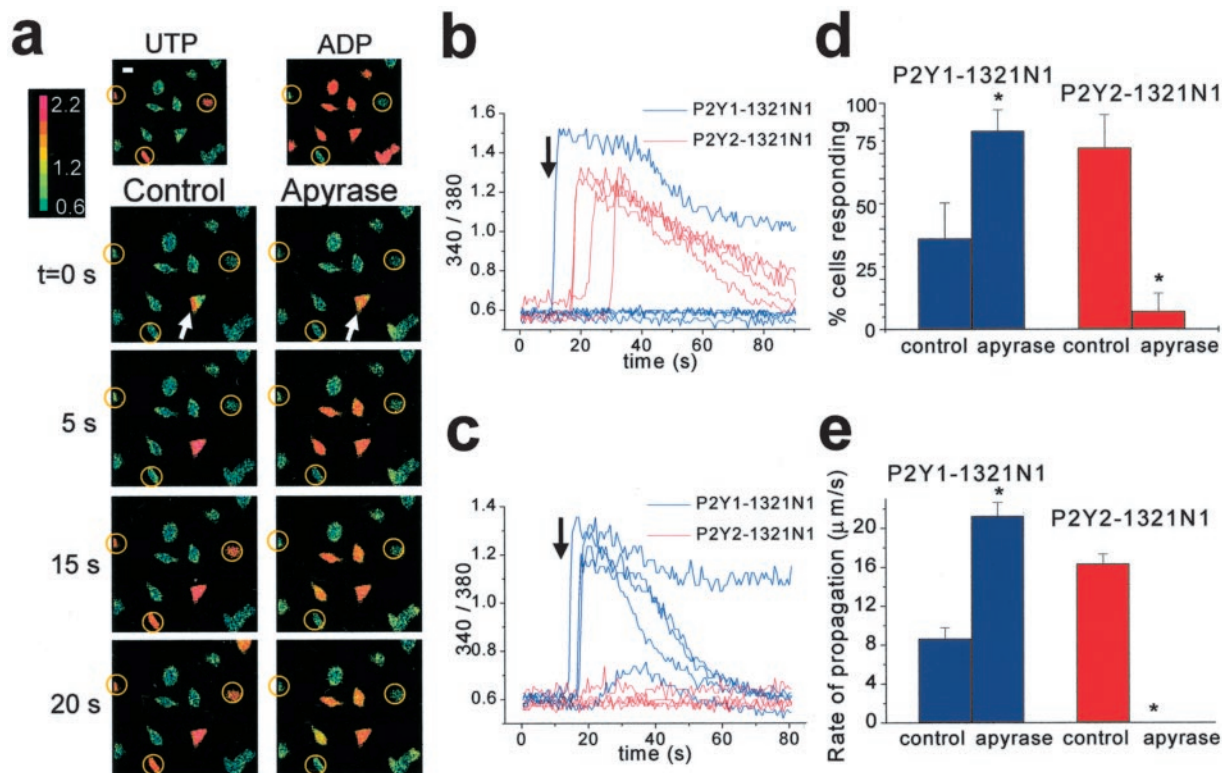 a
UTP ADP
2.2
1.2
0.6
Control Apyrase
t=0 s
5 s
15 s
20 s
b
P2Y1-1321N1
P2Y2-1321N1
340 / 380
1.6
1.4
1.2
1.0
0.8
0.6
0 20 40 60 80
time (s)
c
P2Y1-1321N1
P2Y2-1321N1
340 / 380
1.4
1.2
1.0
0.8
0.6
0 20 40 60 80
time (s)
d
P2Y1-1321N1
P2Y2-1321N1
* *
% cells responding
100
75
50
25
0
control apyrase control apyrase
e
P2Y1-1321N1
P2Y2-1321N1
* *
Rate of propagation (μm/s)
20
16
12
8
4
0
control apyrase control apyrase